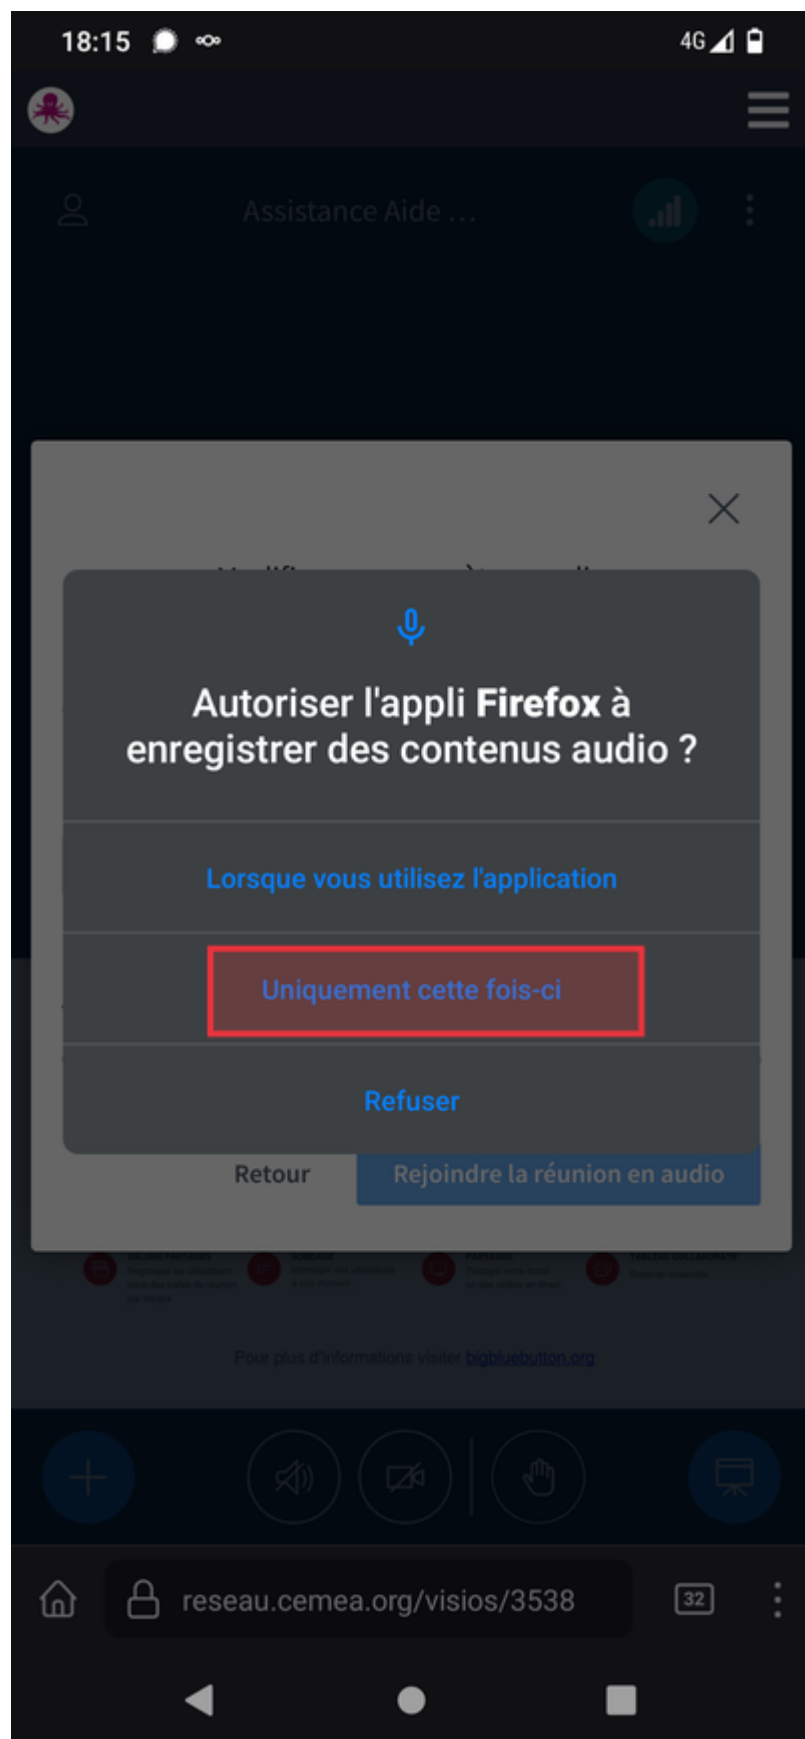 18:15
4G
Assistance Aide ...
Autoriser l'appli Firefox à
enregistrer des contenus audio ?
Lorsque vous utilisez l'application
Uniquement cette fois-ci
Refuser
Retour
Rejoindre la réunion en audio
Pour plus d'informations visiter bigbluebutton.org
reseau.cemea.org/visios/3538
32